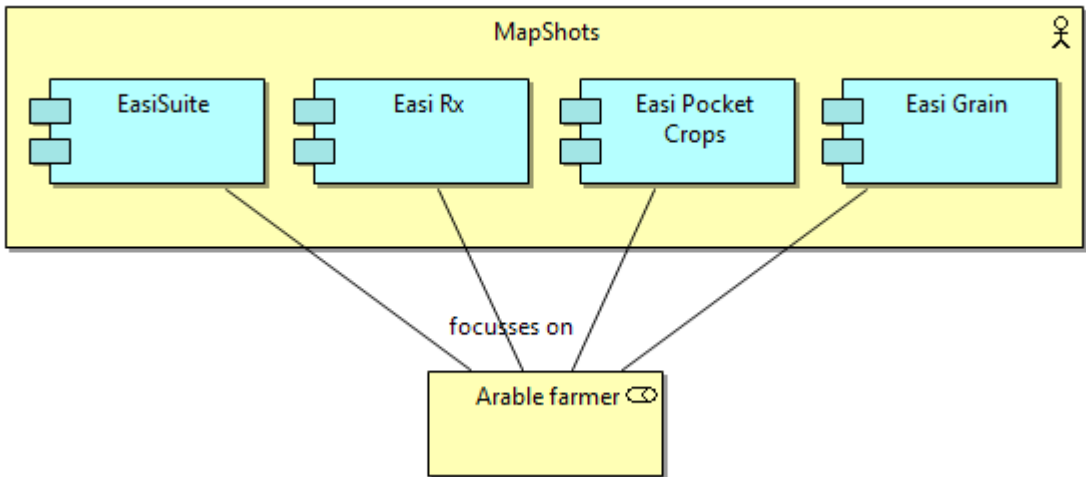 MapShots
EasiSuite
Easi Rx
Easi Pocket
Crops
Easi Grain
focusses on
Arable farmer